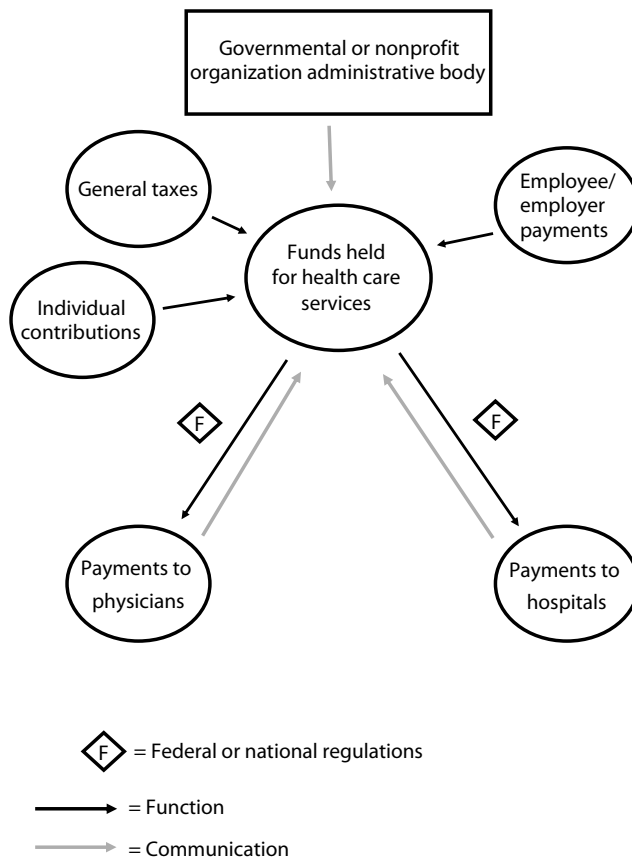 Governmental or nonprofit
organization administrative body
General taxes
Employee/
employer
payments
Funds held
for health care
services
Individual
contributions
F
F
Payments to
physicians
Payments to
hospitals
F = Federal or national regulations
= Function
= Communication